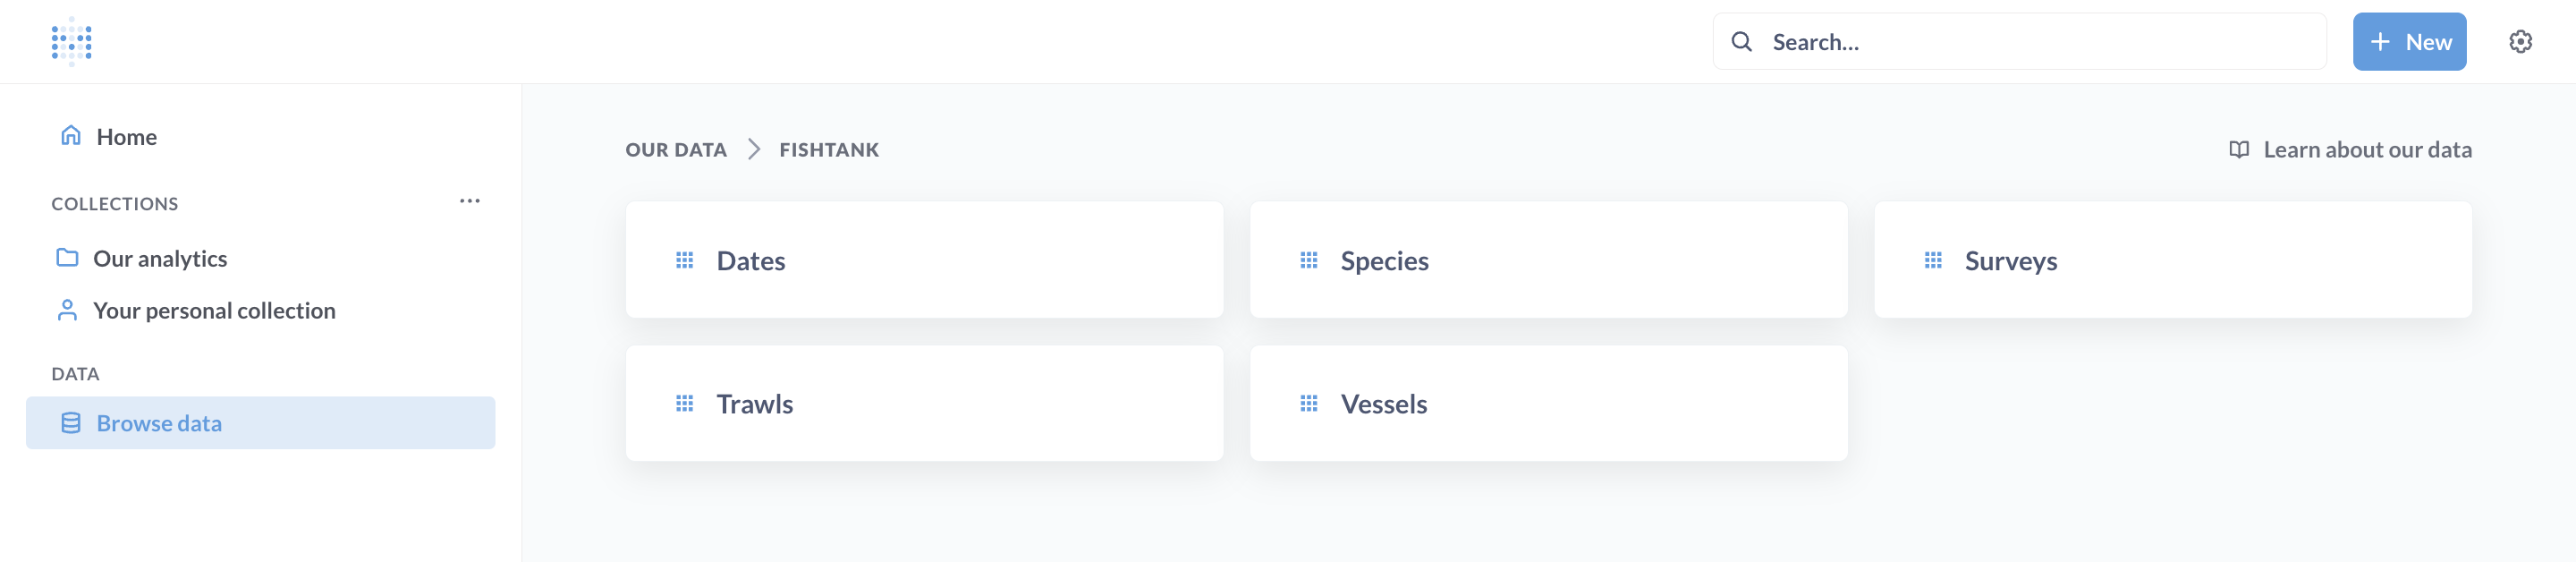 Search...
New
Home
COLLECTIONS
Our analytics
Your personal collection
DATA
Browse data
OUR DATA
FISHTANK
Learn about our data
Dates
Species
Surveys
Trawls
Vessels